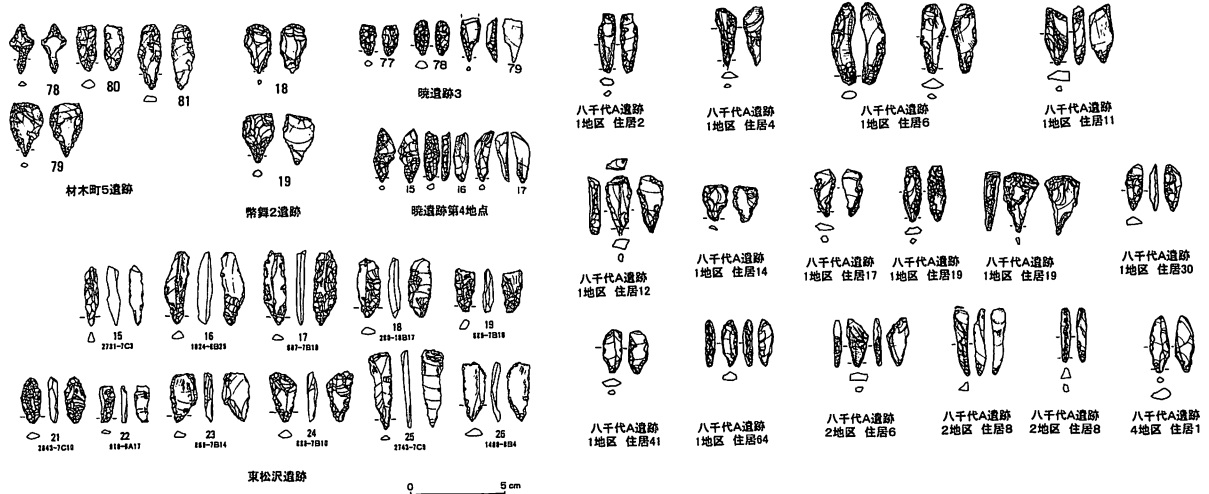 78 80 81
79
材木町5遺跡
18
19
幣舞2遺跡
77 78 79
暁遺跡3
15 16 17
暁遺跡第4地点
15 16 17 18 19
21 22 23 24 25 26
東松沢遺跡
0 5cm
八千代A遺跡
1地区 住居2
八千代A遺跡
1地区 住居4
八千代A遺跡
1地区 住居6
八千代A遺跡
1地区 住居11
八千代A遺跡
1地区 住居12
八千代A遺跡
1地区 住居14
八千代A遺跡
1地区 住居17
八千代A遺跡
1地区 住居19
八千代A遺跡
1地区 住居19
八千代A遺跡
1地区 住居30
八千代A遺跡
1地区 住居41
八千代A遺跡
1地区 住居64
八千代A遺跡
2地区 住居6
八千代A遺跡
2地区 住居8
八千代A遺跡
2地区 住居8
八千代A遺跡
4地区 住居1